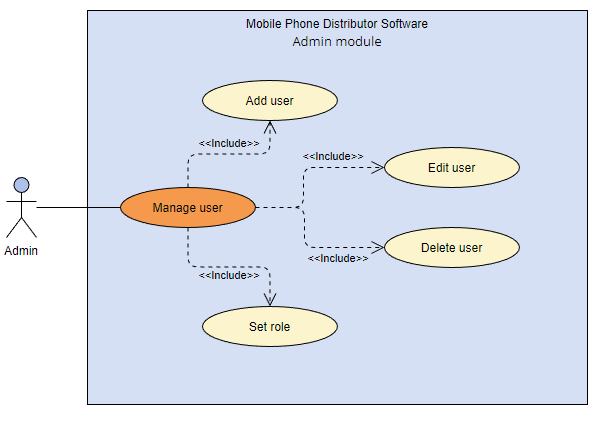 Mobile Phone Distributor Software
Admin module
Add user
<<Include>>
<<Include>>
Edit user
Manage user
Admin
Delete user
<<Include>>
<<Include>>
Set role